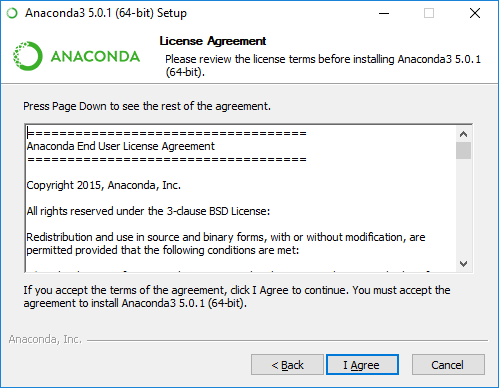 Anaconda3 5.0.1 (64-bit) Setup
ANACONDA
License Agreement
Please review the license terms before installing Anaconda3 5.0.1
(64-bit).
Press Page Down to see the rest of the agreement.
===================================
Anaconda End User License Agreement
===================================
Copyright 2015, Anaconda, Inc.
All rights reserved under the 3-clause BSD License:
Redistribution and use in source and binary forms, with or without modification, are
permitted provided that the following conditions are met:
If you accept the terms of the agreement, click I Agree to continue. You must accept the
agreement to install Anaconda3 5.0.1 (64-bit).
Anaconda, Inc.
< Back
I Agree
Cancel